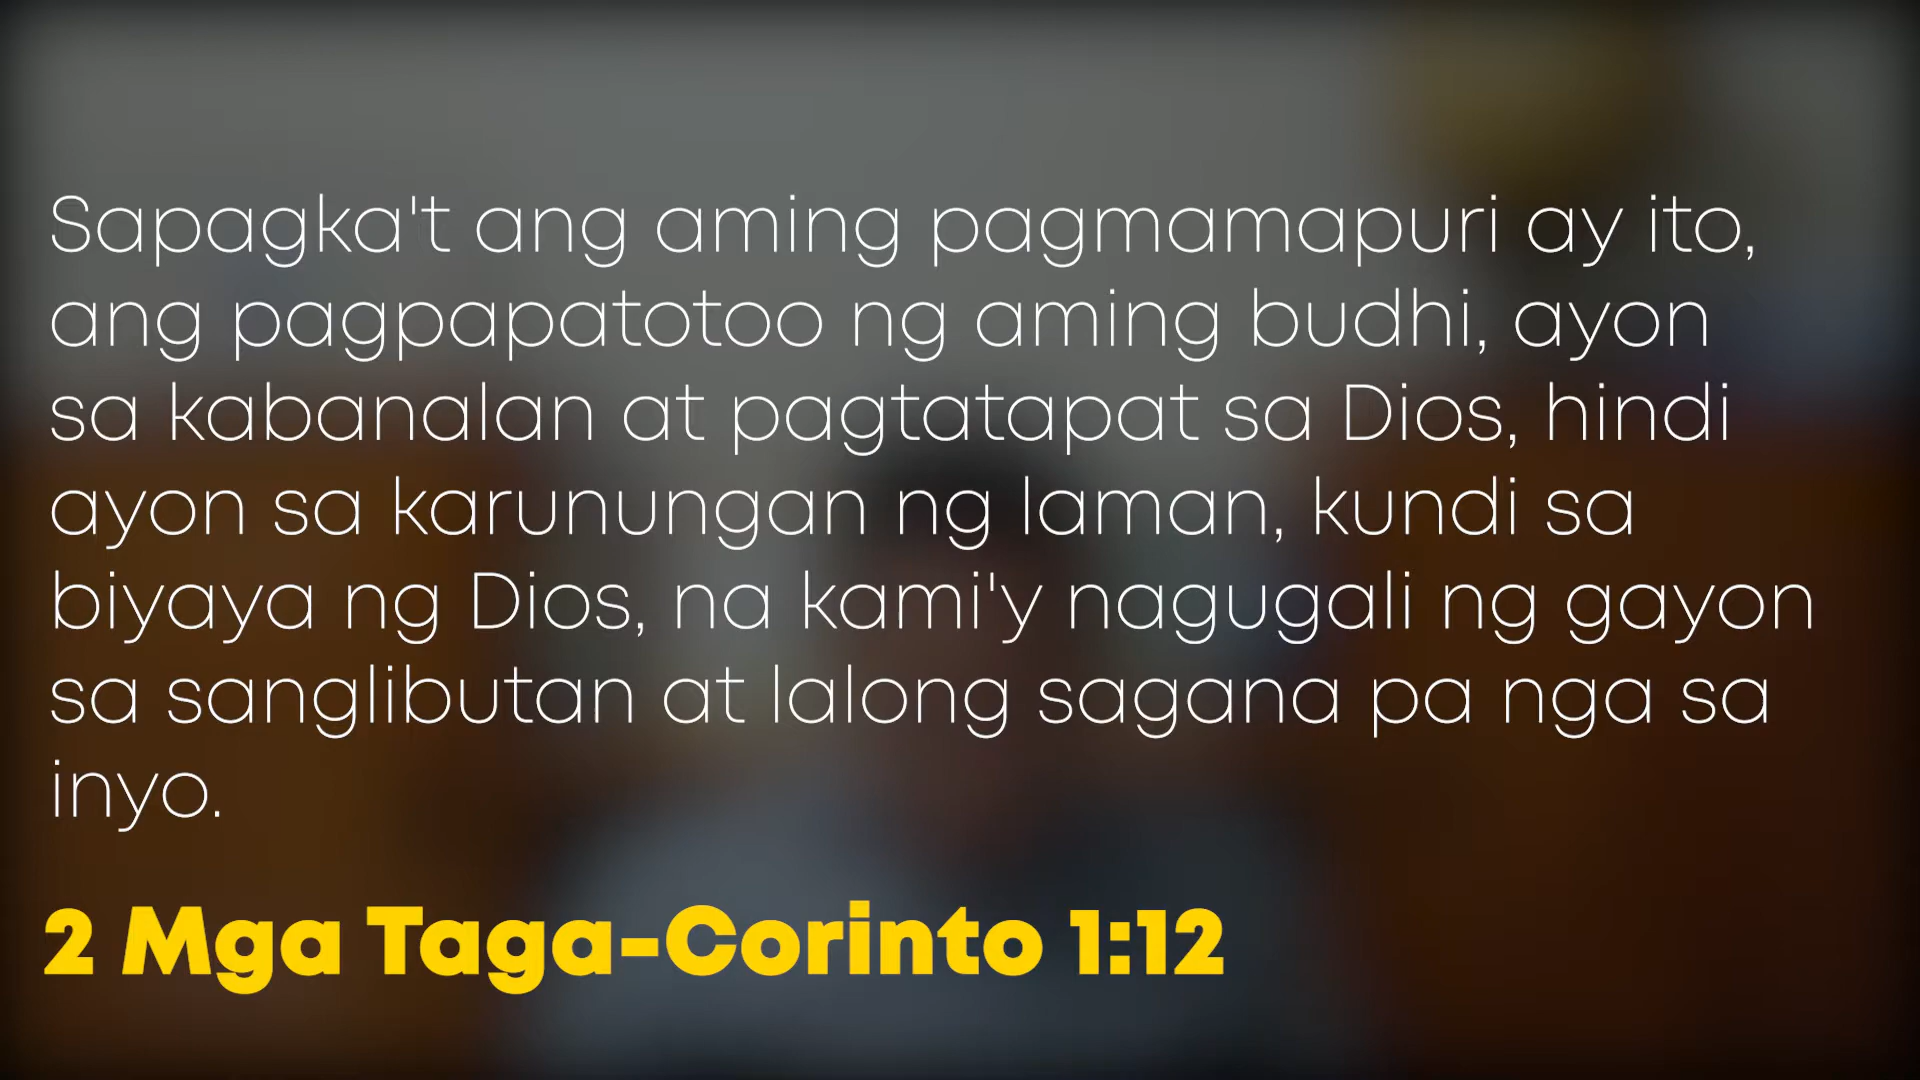 Sapagka't ang aming pagmamapuri ay ito,
ang pagpapatotoo ng aming budhi, ayon
sa kabanalan at pagtatapat sa Dios, hindi
ayon sa karunungan ng laman, kundi sa
biyaya ng Dios, na kami'y nagugali ng gayon
sa sanglibutan at lalong sagana pa nga sa
inyo.
2 Mga Taga-Corinto 1:12